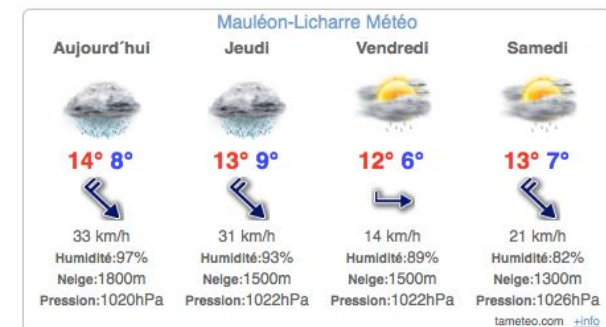 Mauléon-Licharre Météo
Aujourd´hui Jeudi Vendredi Samedi
14° 8° 13° 9° 12° 6° 13° 7°
33 km/h 31 km/h 14 km/h 21 km/h
Humidité:97% Humidité:93% Humidité:89% Humidité:82%
Neige:1800m Neige:1500m Neige:1500m Neige:1300m
Pression:1020hPa Pression:1022hPa Pression:1022hPa Pression:1026hPa
tameteo.com +info